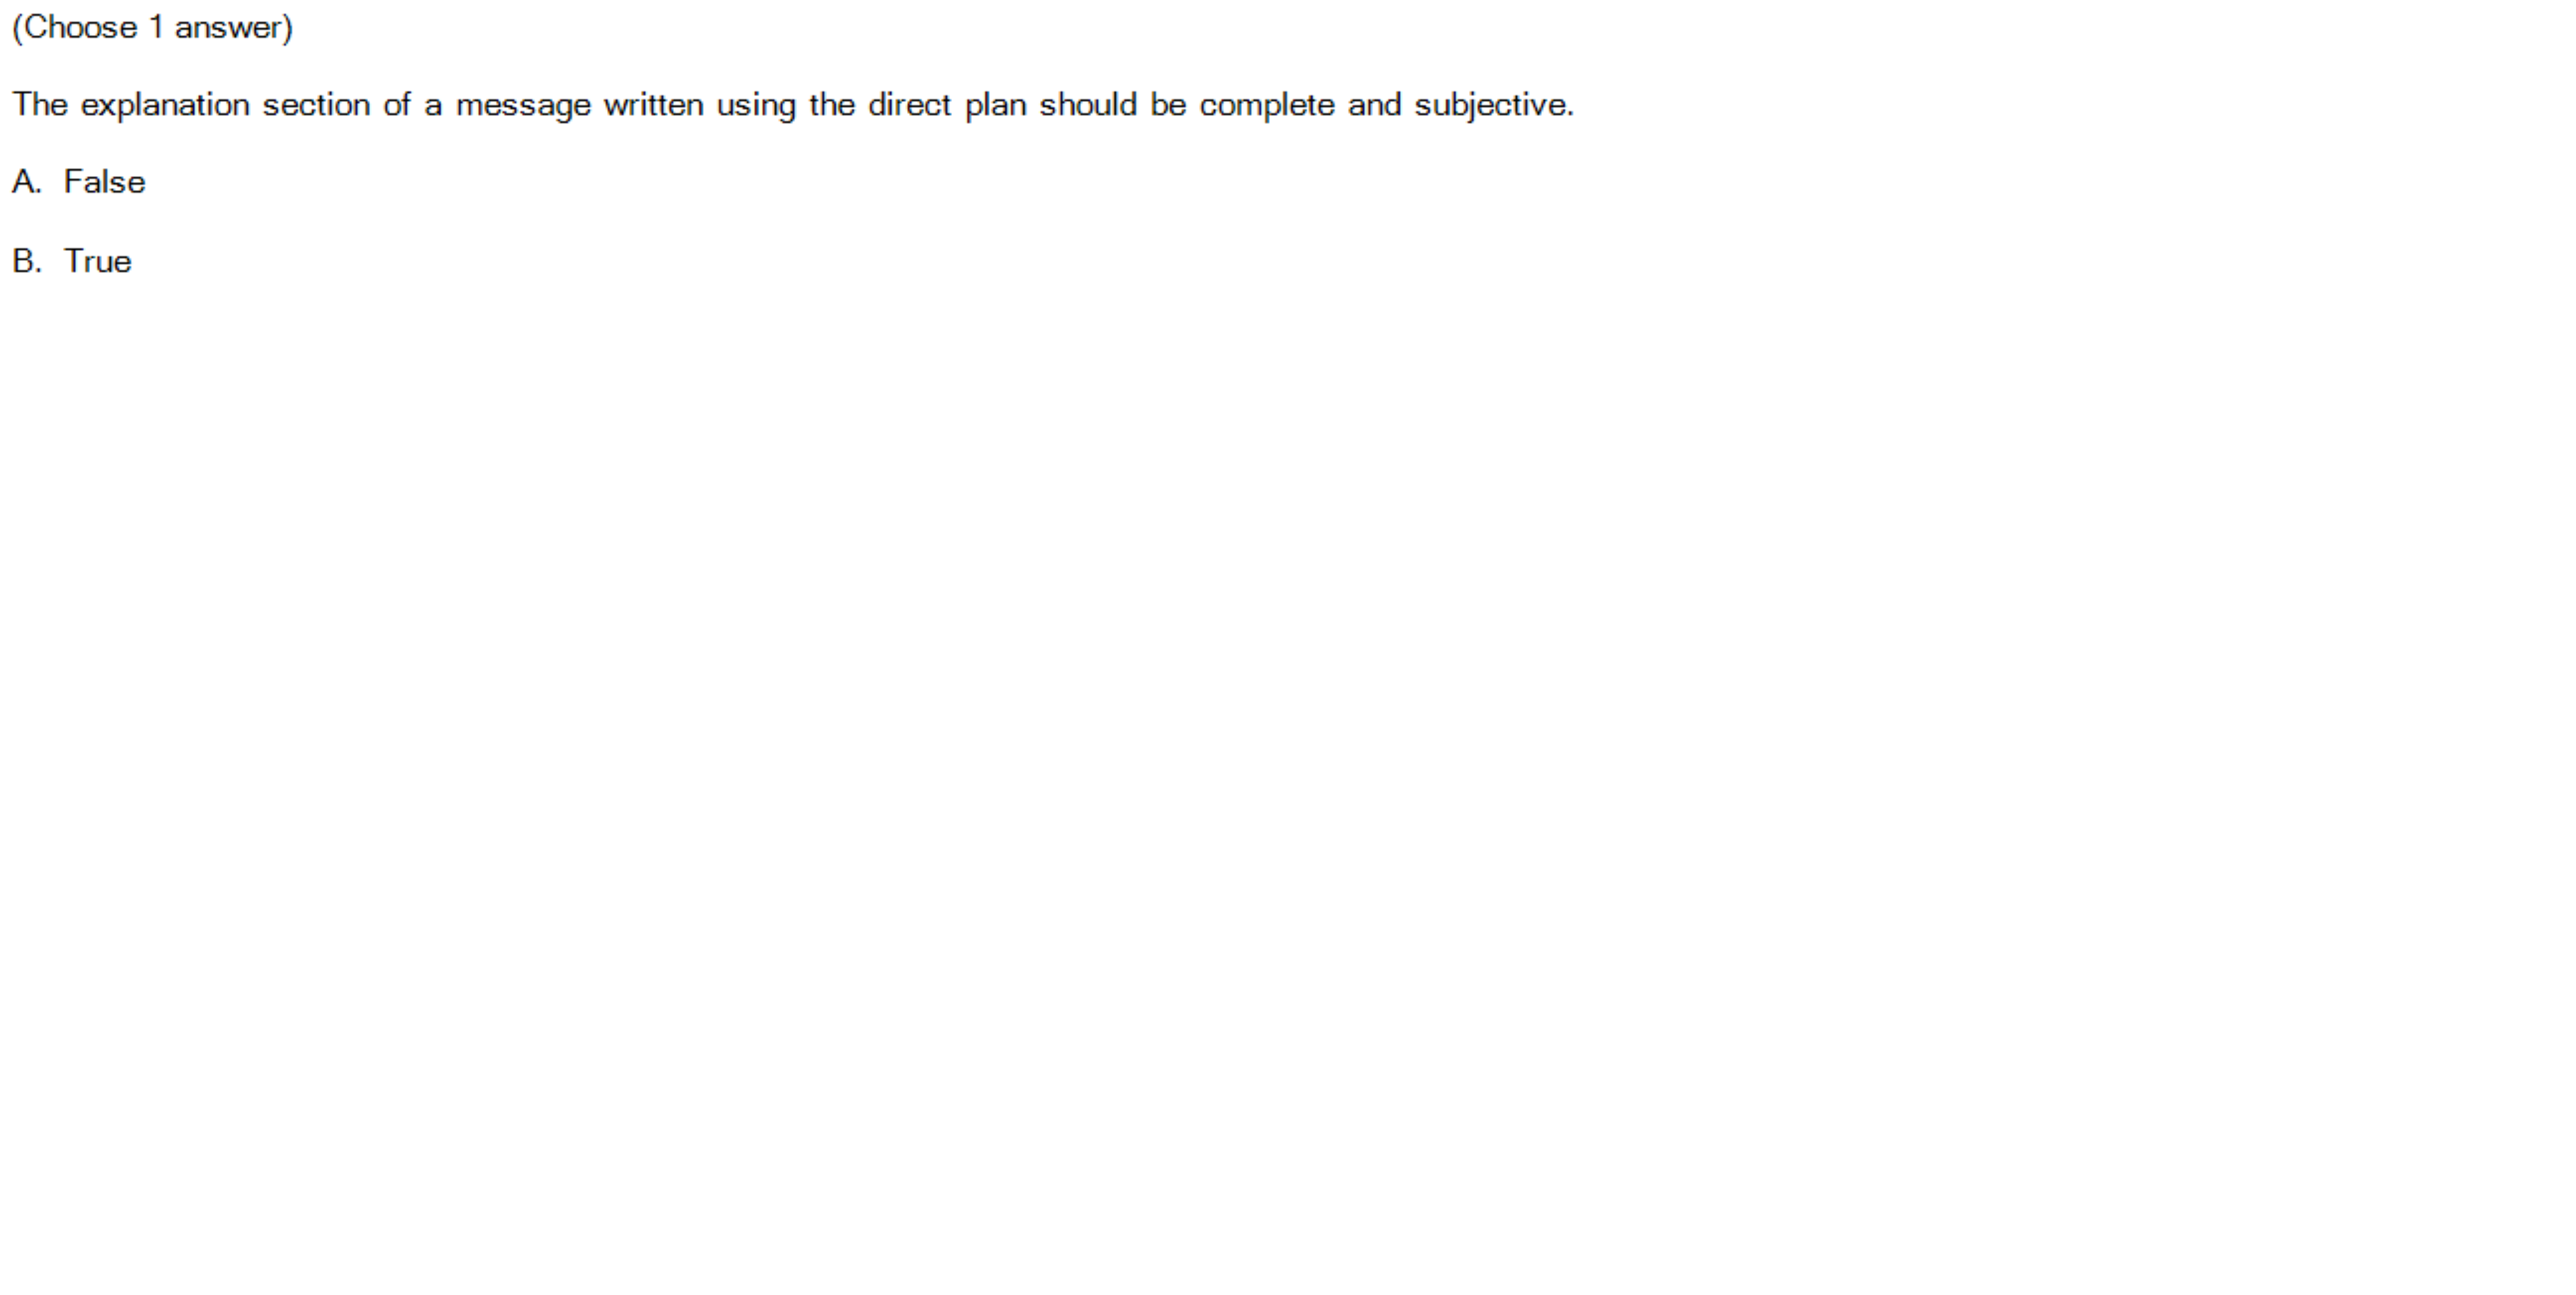 (Choose 1 answer)
The explanation section of a message written using the direct plan should be complete and subjective.
A. False
B. True